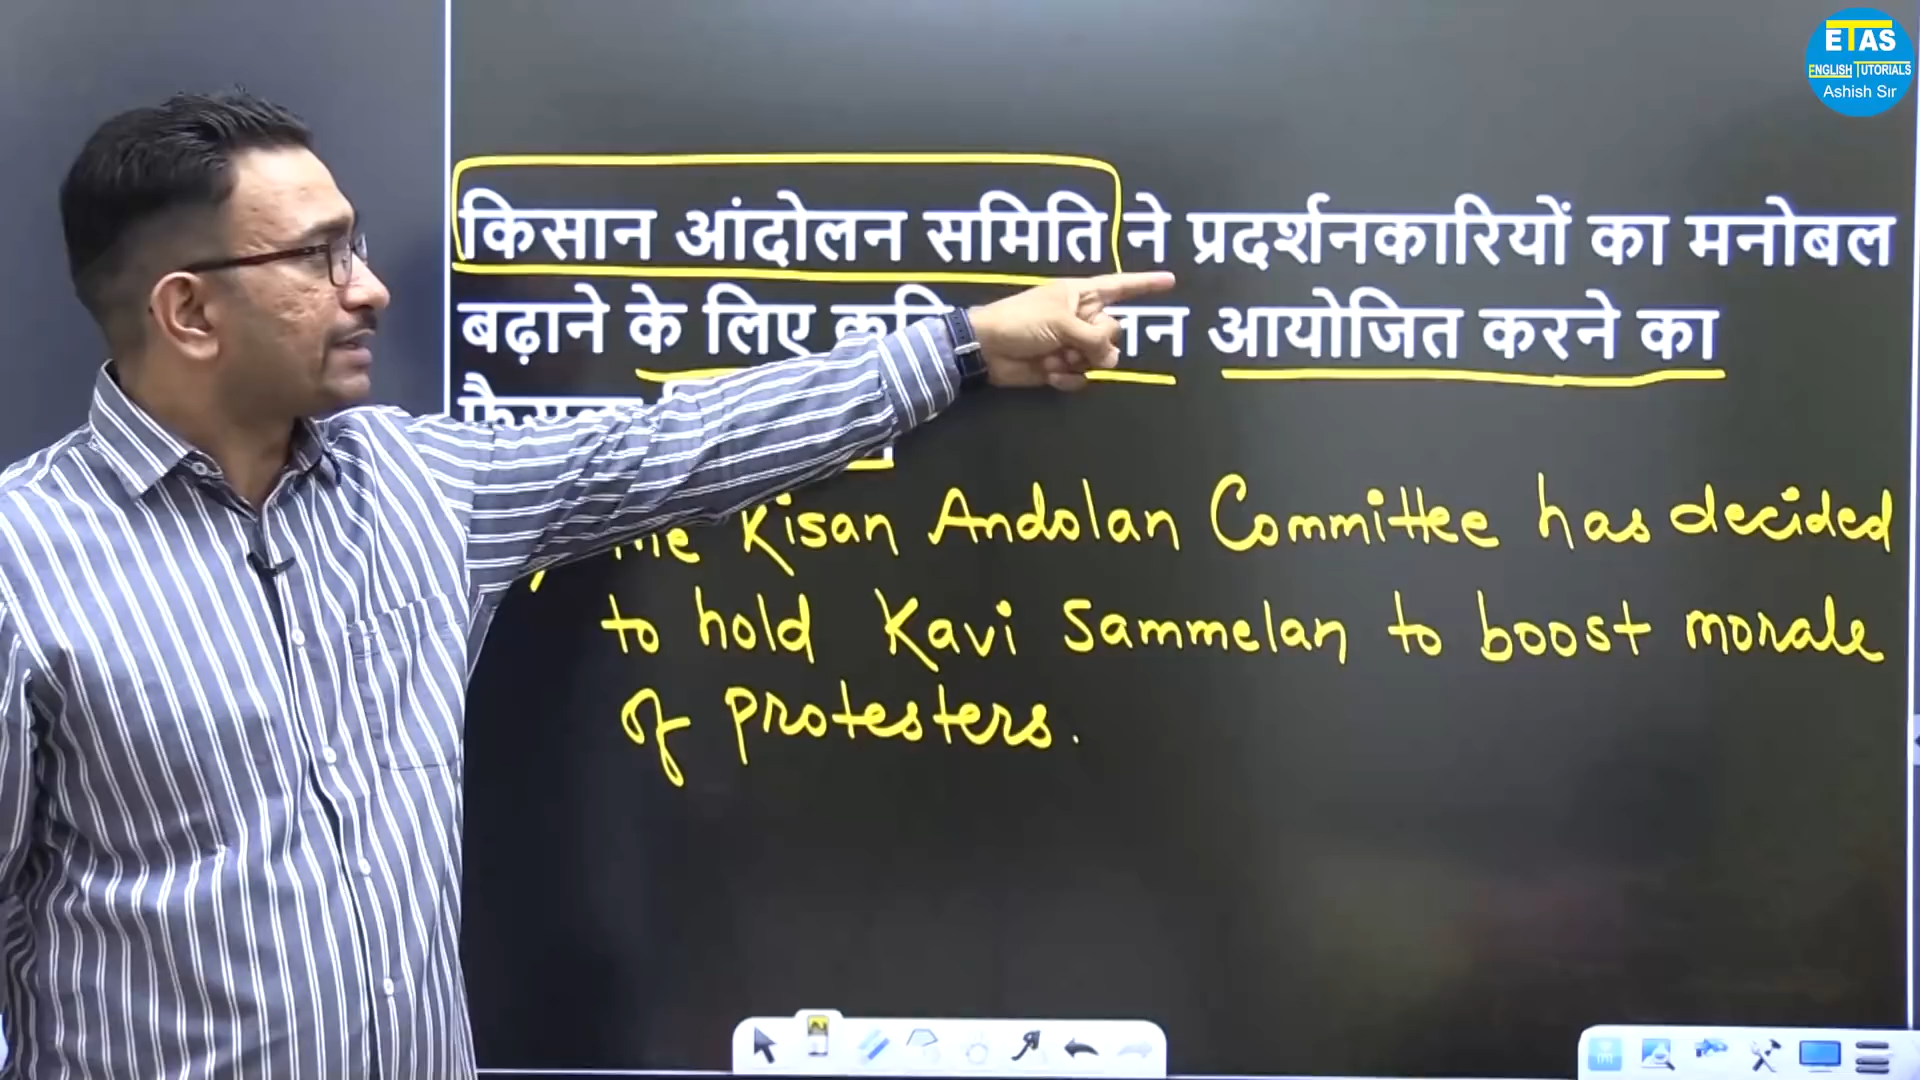 ETAS
ENGLISH TUTORIALS
Ashish Sir
किसान आंदोलन समिति ने प्रदर्शनकारियों का मनोबल
बढ़ाने के लिए आयोजित करने का
Kisan Andolan Committee has decided
to hold Kavi Sammelan to boost morale
of protesters.